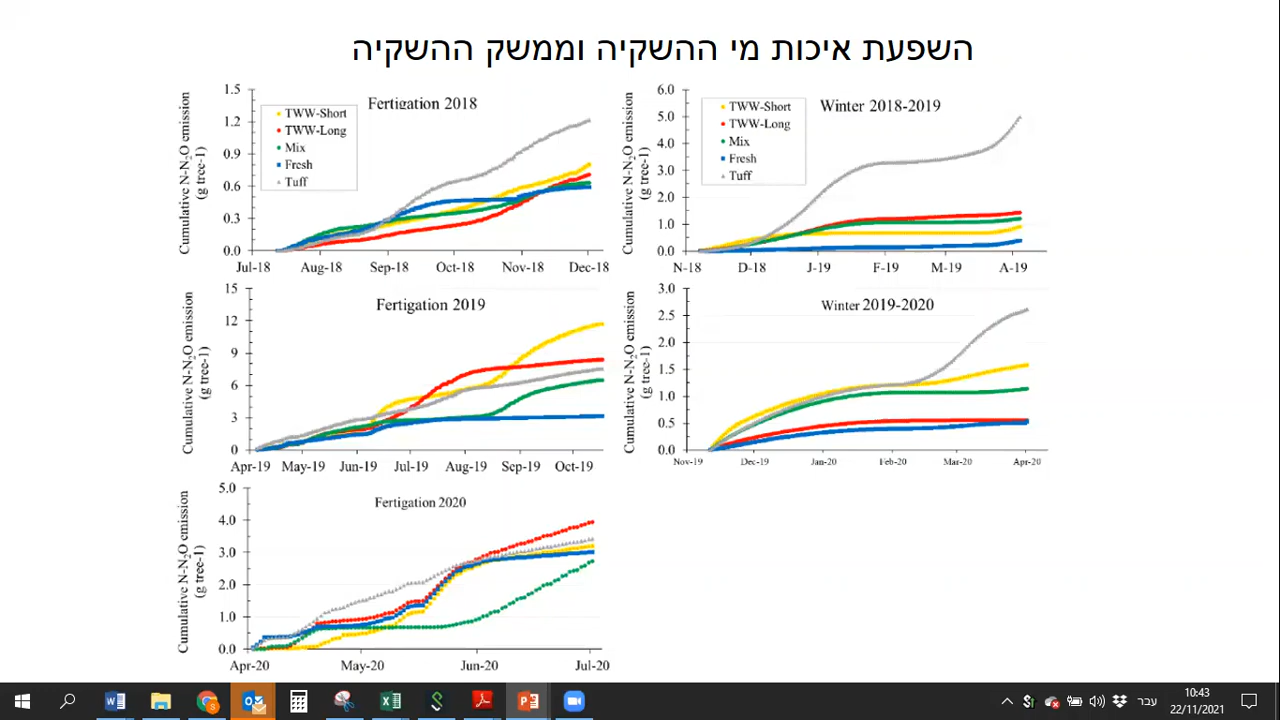 השפעת איכות מי ההשקיה וממשק ההשקיה
Fertigation 2018
Cumulative N-N2O emission
(g tree-1)
1.5
1.2
0.9
0.6
0.3
0.0
TWW-Short
TWW-Long
Mix
Fresh
Tuff
Jul-18 Aug-18 Sep-18 Oct-18 Nov-18 Dec-18
Winter 2018-2019
Cumulative N-N2O emission
(g tree-1)
6.0
5.0
4.0
3.0
2.0
1.0
0.0
TWW-Short
TWW-Long
Mix
Fresh
Tuff
N-18 D-18 J-19 F-19 M-19 A-19
Fertigation 2019
Cumulative N-N2O emission
(g tree-1)
15
12
9
6
3
0
Apr-19 May-19 Jun-19 Jul-19 Aug-19 Sep-19 Oct-19
Winter 2019-2020
Cumulative N-N2O emission
(g tree-1)
3.0
2.5
2.0
1.5
1.0
0.5
0.0
Nov-19 Dec-19 Jan-20 Feb-20 Mar-20 Apr-20
Fertigation 2020
Cumulative N-N2O emission
(g tree-1)
5.0
4.0
3.0
2.0
1.0
0.0
Apr-20 May-20 Jun-20 Jul-20
עבר
10:43
22/11/2021